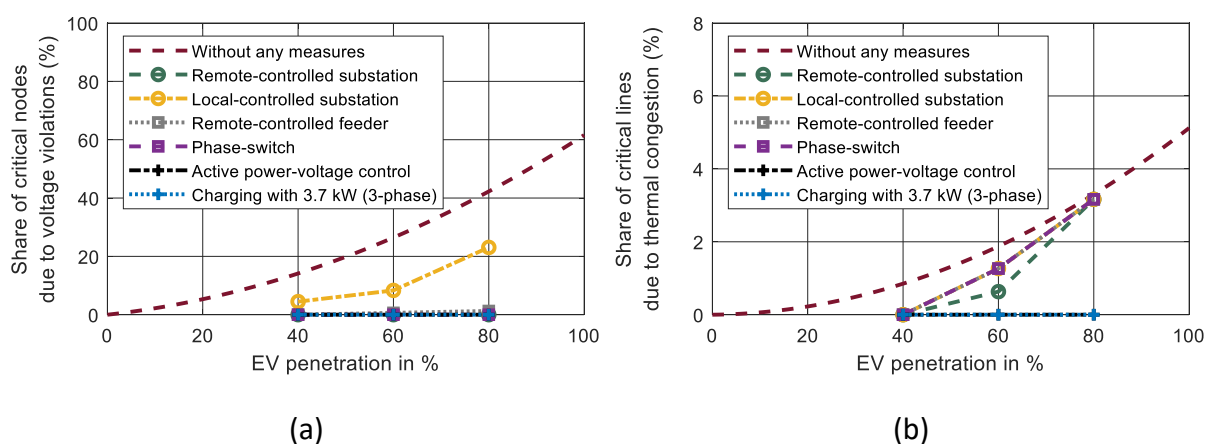 Share of critical nodes
due to voltage violations (%)
100
80
60
40
20
0
Without any measures
Remote-controlled substation
Local-controlled substation
Remote-controlled feeder
Phase-switch
Active power-voltage control
Charging with 3.7 kW (3-phase)
0 20 40 60 80 100
EV penetration in %
(a)
Share of critical lines
due to thermal congestion (%)
8
6
4
2
0
Without any measures
Remote-controlled substation
Local-controlled substation
Remote-controlled feeder
Phase-switch
Active power-voltage control
Charging with 3.7 kW (3-phase)
0 20 40 60 80 100
EV penetration in %
(b)